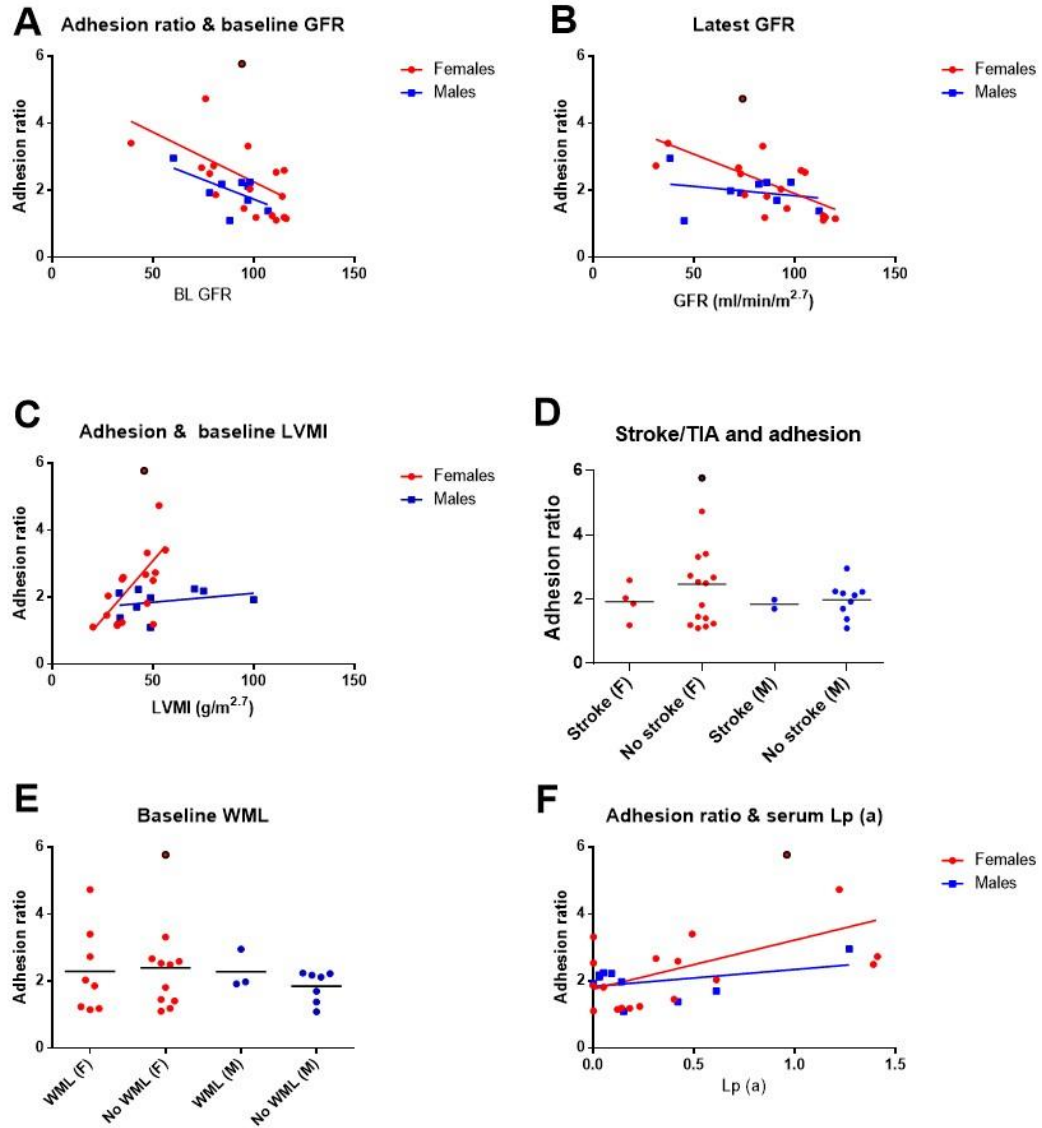 A
Adhesion ratio & baseline GFR
6
4
2
0
Adhesion ratio
0
50
100
150
BL GFR
Females
Males
B
Latest GFR
6
4
2
0
Adhesion ratio
0
50
100
150
GFR (ml/min/m2.7)
Females
Males
C
Adhesion & baseline LVMI
6
4
2
0
Adhesion ratio
0
50
100
150
LVMI (g/m2.7)
Females
Males
D
Stroke/TIA and adhesion
6
4
2
0
Adhesion ratio
Stroke (F)
No stroke (F)
Stroke (M)
No stroke (M)
E
Baseline WML
6
4
2
0
Adhesion ratio
WML (F)
No WML (F)
WML (M)
No WML (M)
F
Adhesion ratio & serum Lp (a)
6
4
2
0
Adhesion ratio
0.0
0.5
1.0
1.5
Lp (a)
Females
Males